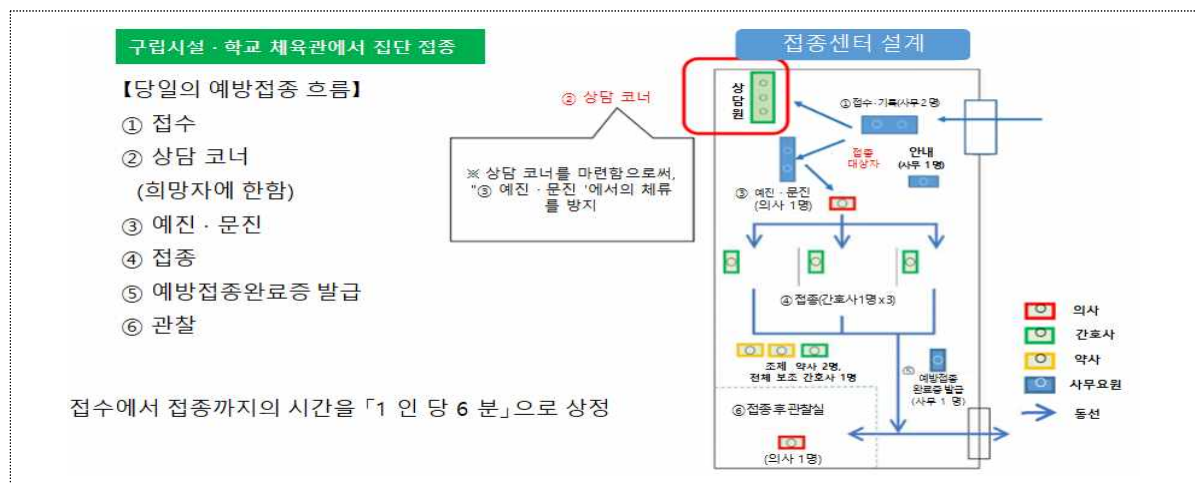 구립시설 · 학교 체육관에서 집단 접종
【당일의 예방접종 흐름】
① 접수
② 상담 코너
(희망자에 한함)
③ 예진 · 문진
④ 접종
⑤ 예방접종완료증 발급
⑥ 관찰
접수에서 접종까지의 시간을 「1 인 당 6 분」으로 상정
② 상담 코너
※ 상담 코너를 마련함으로써,
"③ 예진 · 문진 '에서의 체류
를 방지
접종센터 설계
상담원
①접수·기록(사무2명)
접종
대상자
안내
(사무 1명)
③ 예진 · 문진
(의사 1명)
④접종(간호사1명x3)
조제 약사 2명,
전체 보조 간호사 1명
⑤
예방접종
완료증 발급
(사무 1 명)
⑥접종후관찰실
(의사 1명)
의사
간호사
약사
사무요원
동선